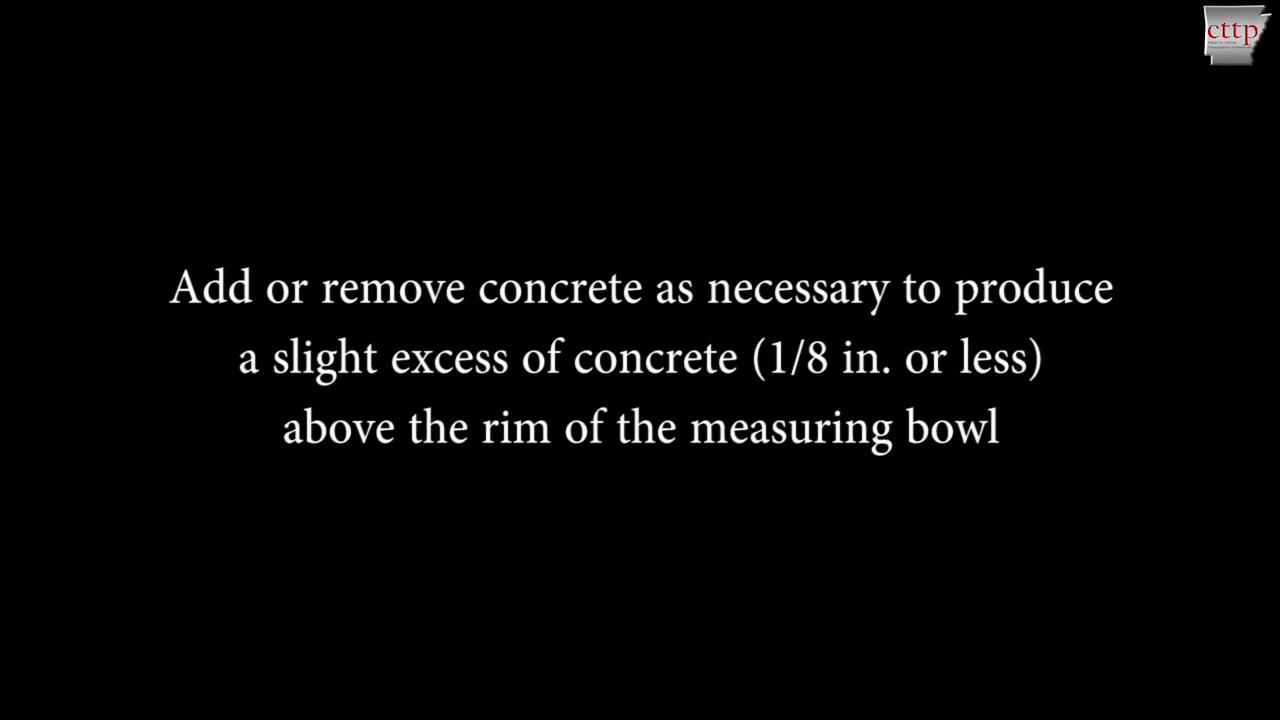 cttp
Add or remove concrete as necessary to produce
a slight excess of concrete (1/8 in. or less)
above the rim of the measuring bowl